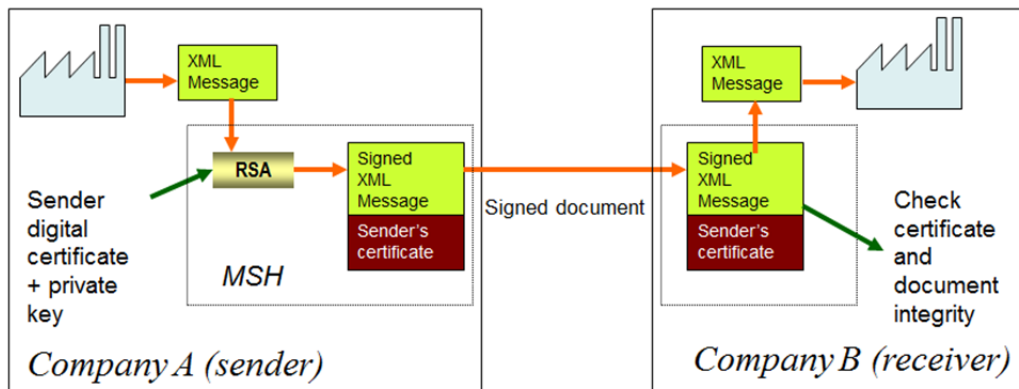 XML
Message
RSA
Sender
digital
certificate
+ private
key
Signed
XML
Message
Sender's
certificate
MSH
Company A (sender)
Signed document
XML
Message
Signed
XML
Message
Sender's
certificate
Check
certificate
and
document
integrity
Company B (receiver)